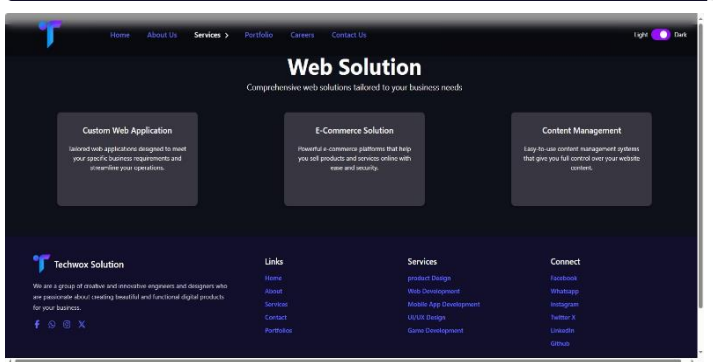 Home About Us Services > Portfolio Careers Contact Us Light Dark
Web Solution
Comprehensive web solutions tailored to your business needs
Custom Web Application
Tailored web applications designed to meet
your specific business requirements and
streamline your operations.
E-Commerce Solution
Powerful e-commerce platforms that help
you sell products and services online with
ease and security.
Content Management
Easy-to-use content management systems
that give you full control over your website
content.
Techwox Solution
We are a group of creative and innovative engineers and designers who
are passionate about creating beautiful and functional digital products
for your business.
Links
Home
About
Services
Contact
Portfolios
Services
product Design
Web Development
Mobile App Development
UI/UX Design
Game Development
Connect
Facebook
Whatsapp
Instagram
Twitter X
LinkedIn
Github